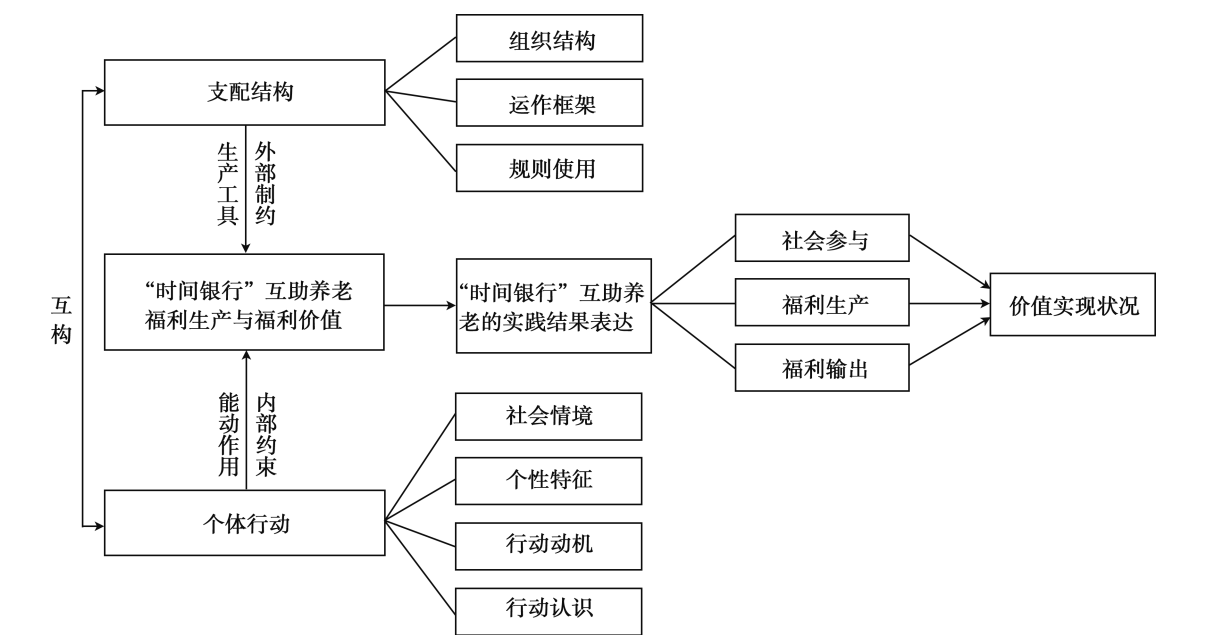 组织结构
支配结构
运作框架
规则使用
生产工具
外部制约
互构
“时间银行”互助养老
福利生产与福利价值
“时间银行”互助养
老的实践结果表达
社会参与
福利生产
福利输出
价值实现状况
能动作用
内部约束
个体行动
社会情境
个性特征
行动动机
行动认识